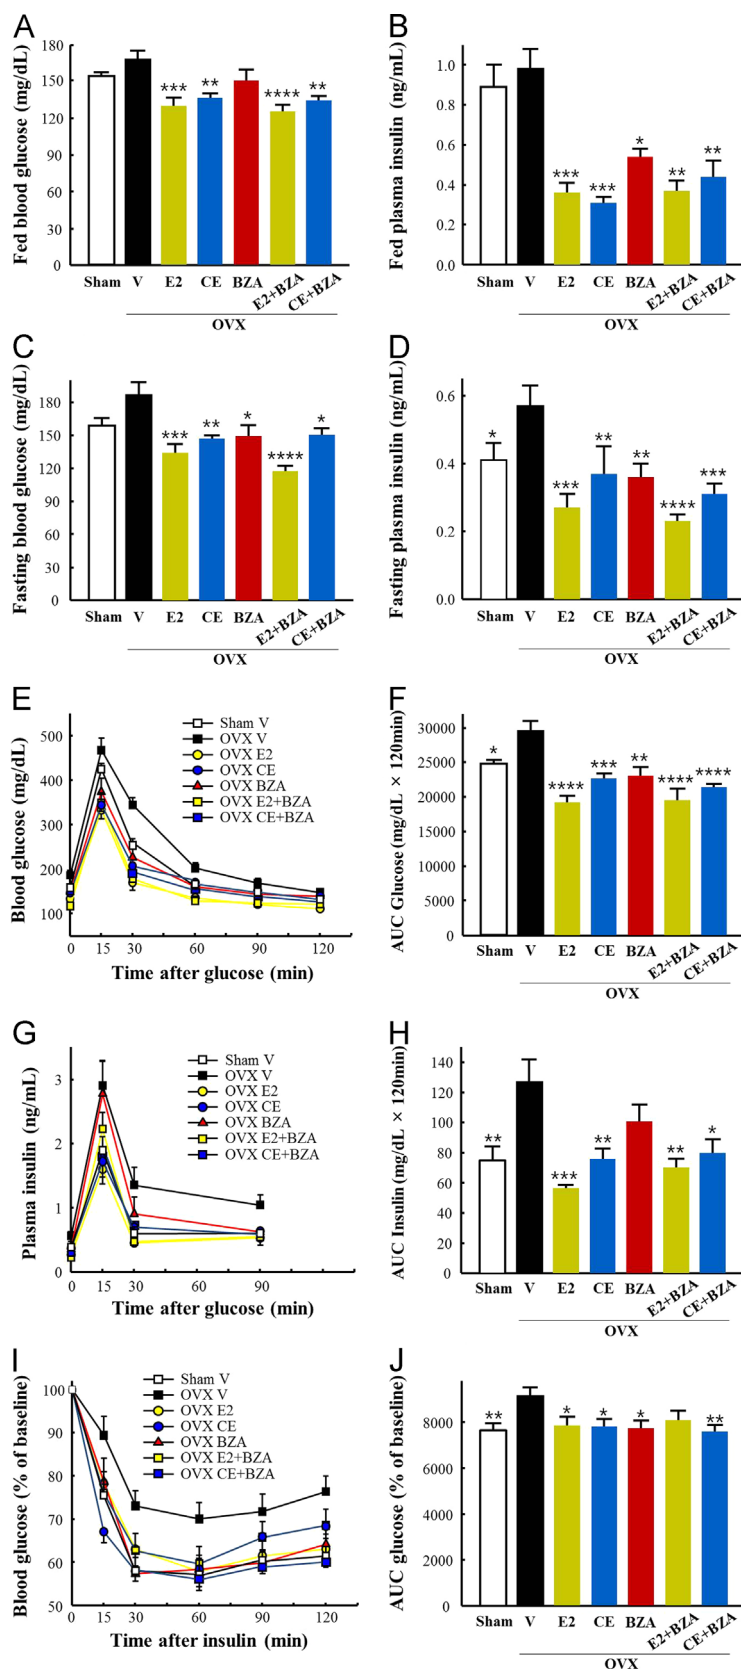 A
Fed blood glucose (mg/dL)
180
150
120
90
60
30
0
***
**
****
**
Sham V E2 CE BZA E2+BZA CE+BZA
OVX
B
Fed plasma insulin (ng/mL)
1.0
0.8
0.6
0.4
0.2
0.0
***
***
*
**
**
Sham V E2 CE BZA E2+BZA CE+BZA
OVX
C
Fasting blood glucose (mg/dL)
180
150
120
90
60
30
0
***
**
*
****
*
Sham V E2 CE BZA E2+BZA CE+BZA
OVX
D
Fasting plasma insulin (ng/mL)
0.6
0.4
0.2
0.0
*
***
**
**
****
***
Sham V E2 CE BZA E2+BZA CE+BZA
OVX
E
Blood glucose (mg/dL)
500
400
300
200
100
Sham V
OVX V
OVX E2
OVX CE
OVX BZA
OVX E2+BZA
OVX CE+BZA
0 15 30 60 90 120
Time after glucose (min)
F
AUC Glucose (mg/dL × 120min)
30000
25000
20000
15000
10000
5000
0
*
****
***
**
****
****
Sham V E2 CE BZA E2+BZA CE+BZA
OVX
G
Plasma insulin (ng/mL)
3
2
1
0
Sham V
OVX V
OVX E2
OVX CE
OVX BZA
OVX E2+BZA
OVX CE+BZA
0 15 30 60 90
Time after glucose (min)
H
AUC Insulin (mg/dL × 120min)
140
120
100
80
60
40
20
0
**
***
**
**
*
Sham V E2 CE BZA E2+BZA CE+BZA
OVX
I
Blood glucose (% of baseline)
100
90
80
70
60
50
Sham V
OVX V
OVX E2
OVX CE
OVX BZA
OVX E2+BZA
OVX CE+BZA
0 15 30 60 90 120
Time after insulin (min)
J
AUC glucose (% of baseline)
8000
6000
4000
2000
0
**
*
*
*
**
Sham V E2 CE BZA E2+BZA CE+BZA
OVX